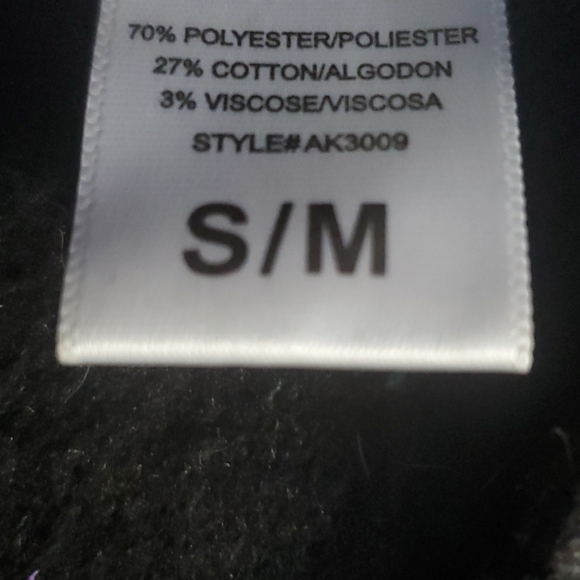 70% POLYESTER/POLIESTER
27% COTTON/ALGODON
3% VISCOSE/VISCOSA
STYLE#AK3009
S/M